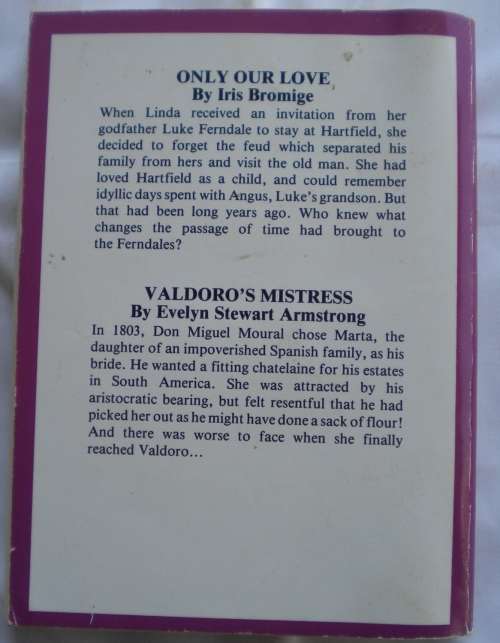 ONLY OUR LOVE
By Iris Bromige
When Linda received an invitation from her
godfather Luke Ferndale to stay at Hartfield, she
decided to forget the feud which separated his
family from hers and visit the old man. She had
loved Hartfield as a child, and could remember
idyllic days spent with Angus, Luke's grandson. But
that had been long years ago. Who knew what
changes the passage of time had brought to
the Ferndales?
VALDORO'S MISTRESS
By Evelyn Stewart Armstrong
In 1803, Don Miguel Moural chose Marta, the
daughter of an impoverished Spanish family, as his
bride. He wanted a fitting chatelaine for his estates
in South America. She was attracted by his
aristocratic bearing, but felt resentful that he had
picked her out as he might have done a sack of flour!
And there was worse to face when she finally
reached Valdoro...